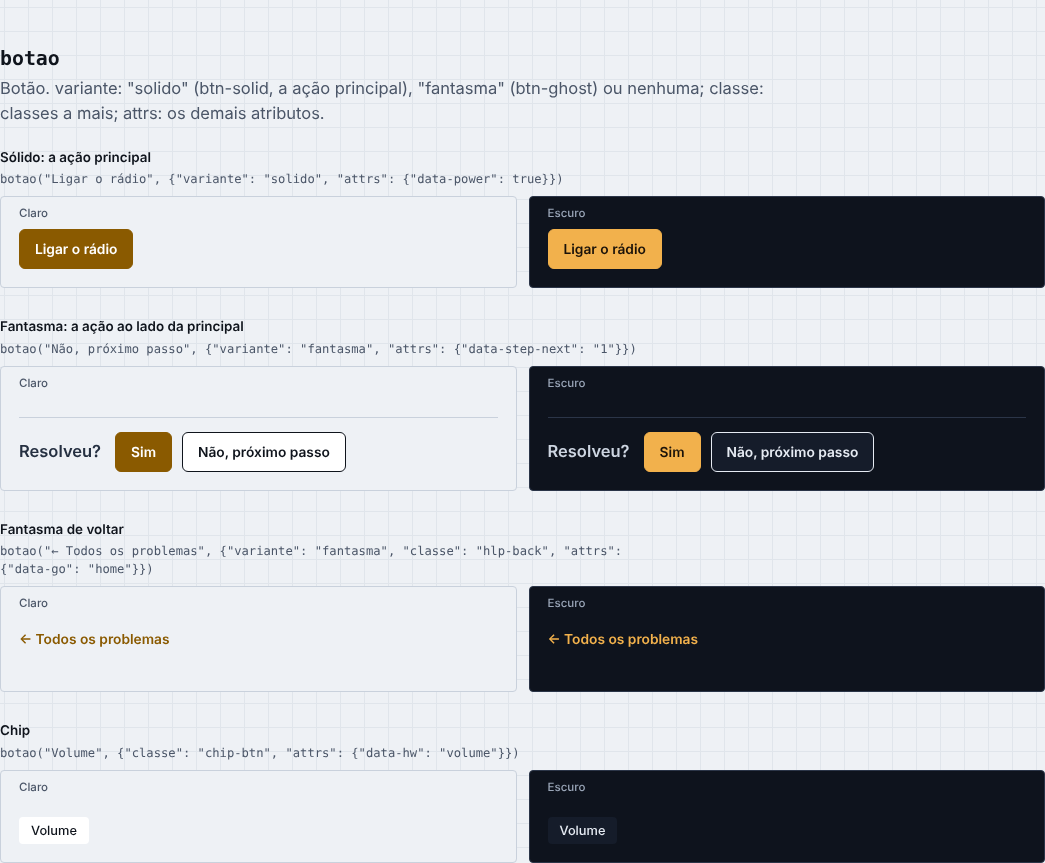 botao
Botão. variante: "solido" (btn-solid, a ação principal), "fantasma" (btn-ghost) ou nenhuma; classe:
classes a mais; attrs: os demais atributos.
Sólido: a ação principal
botao("Ligar o rádio", {"variante": "solido", "attrs": {"data-power": true}})
Claro
Escuro
Ligar o rádio
Ligar o rádio
Fantasma: a ação ao lado da principal
botao("Não, próximo passo", {"variante": "fantasma", "attrs": {"data-step-next": "1"}})
Claro
Escuro
Resolveu? Sim Não, próximo passo
Resolveu? Sim Não, próximo passo
Fantasma de voltar
botao("← Todos os problemas", {"variante": "fantasma", "classe": "hlp-back", "attrs":
{"data-go": "home"}})
Claro
Escuro
← Todos os problemas
← Todos os problemas
Chip
botao("Volume", {"classe": "chip-btn", "attrs": {"data-hw": "volume"}})
Claro
Escuro
Volume
Volume